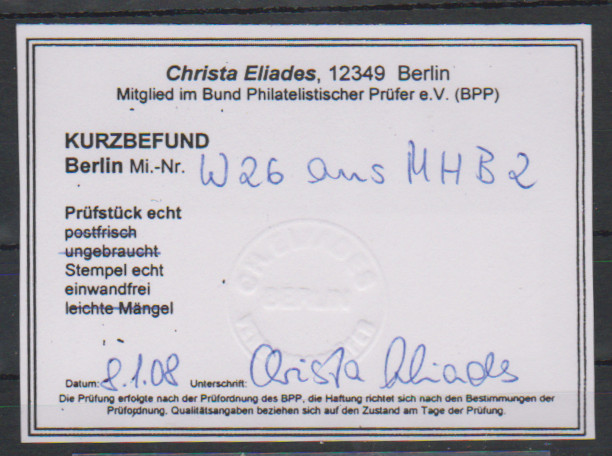 Christa Eliades, 12349 Berlin
Mitglied im Bund Philatelistischer Prüfer e.V. (BPP)
KURZBEFUND
Berlin Mi.-Nr. W26 aus MHB2
Prüfstück echt
postfrisch
ungebraucht
Stempel echt
einwandfrei
leichte Mängel
BERLIN
Datum: 8.1.08 Unterschrift: Christa Eliades
Die Prüfung erfolgte nach der Prüfordnung des BPP, die Haftung richtet sich nach den Bestimmungen der
Prüfordnung. Qualitätsangaben beziehen sich auf den Zustand am Tage der Prüfung.